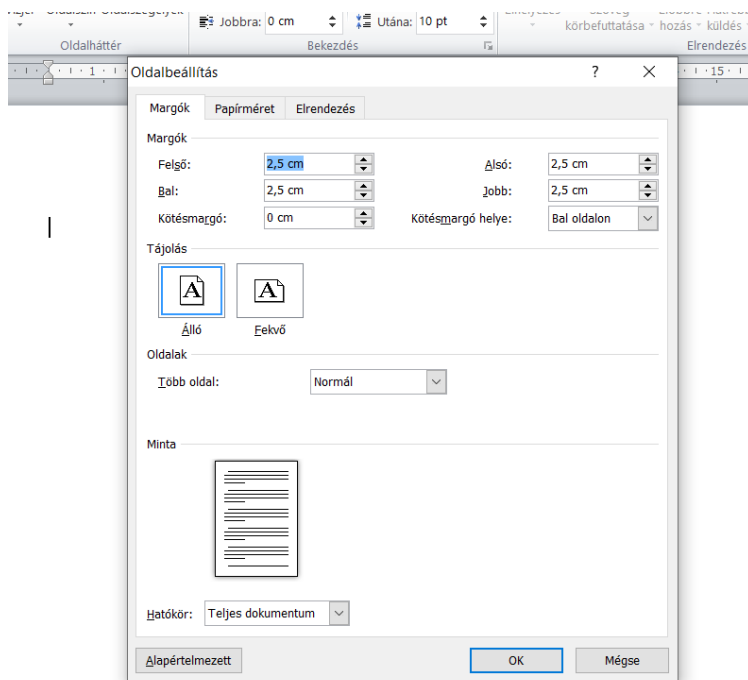 Jobbra: 0 cm Utána: 10 pt
körbefuttatása hozás küldés
Oldalháttér Bekezdés Elrendezés
1 15
Oldalbeállítás ?
Margók Papírméret Elrendezés
Margók
Felső: 2,5 cm Alsó: 2,5 cm
Bal: 2,5 cm Jobb: 2,5 cm
Kötésmargó: 0 cm Kötésmargó helye: Bal oldalon
Tájolás
A A
Álló Fekvő
Oldalak
Több oldal: Normál
Minta
Hatókör: Teljes dokumentum
Alapértelmezett OK Mégse